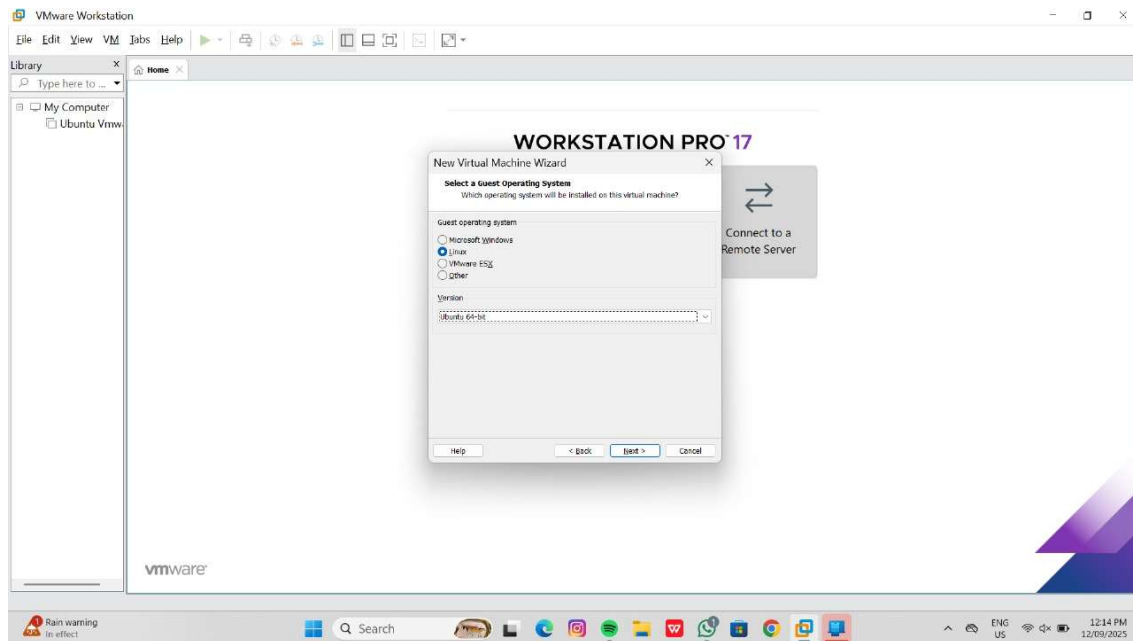 VMware Workstation
File Edit View VM Tabs Help
Library
Home
Type here to ...
My Computer
Ubuntu Vmw
WORKSTATION PRO™ 17
New Virtual Machine Wizard
Select a Guest Operating System
Which operating system will be installed on this virtual machine?
Guest operating system
Microsoft Windows
Linux
VMware ESX
Other
Version
Ubuntu 64-bit
Help
< Back
Next >
Cancel
Connect to a
Remote Server
vmware
Rain warning
In effect
Search
ENG
US
12:14 PM
12/09/2025